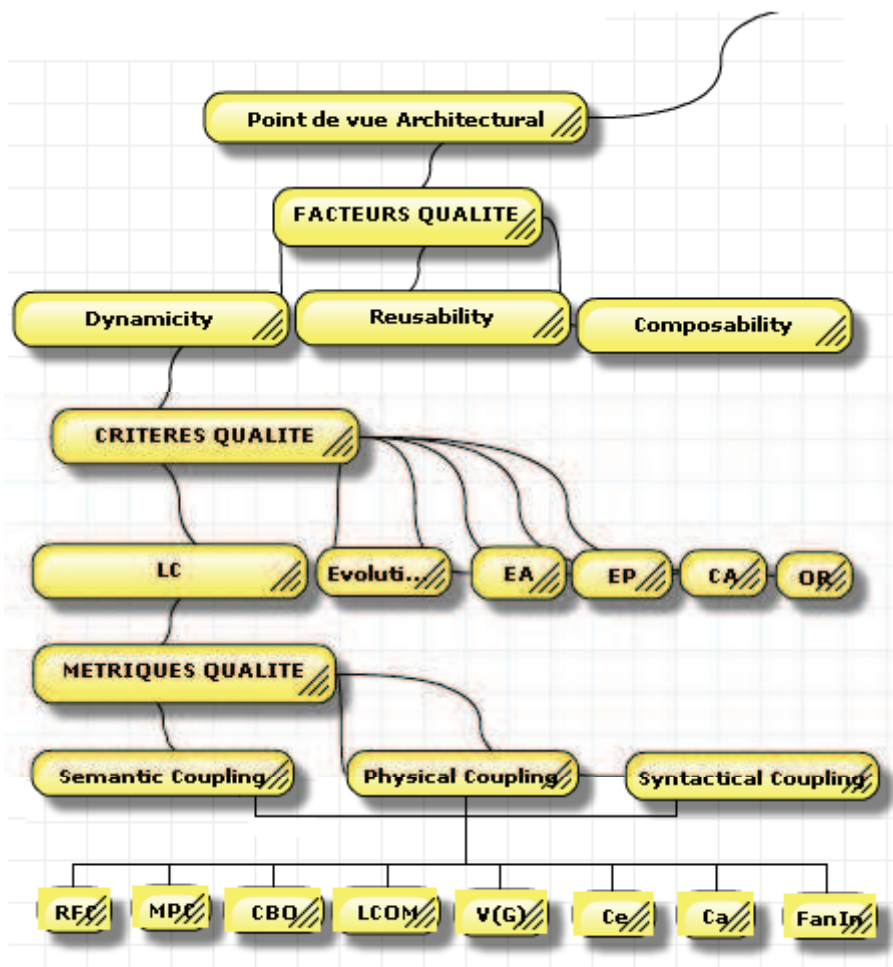 Point de vue Architectural
FACTEURS QUALITE
Dynamicity
Reusability
Composability
CRITERES QUALITE
LC
Evoluti...
EA
EP
CA
OR
METRIQUES QUALITE
Semantic Coupling
Physical Coupling
Syntactical Coupling
RFC
MPC
CBO
LCOM
V(G)
Ce
Ca
FanIn